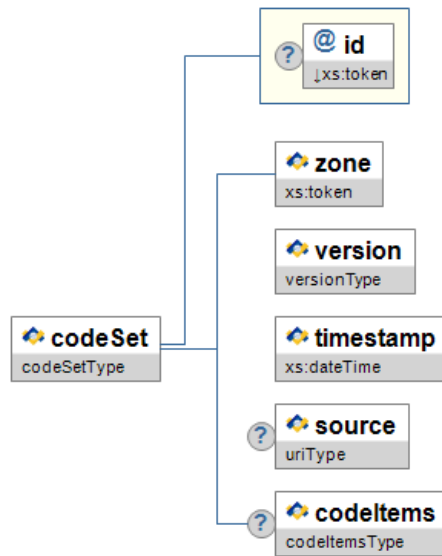 @ id
↓xs:token
?
zone
xs:token
version
versionType
codeSet
codeSetType
timestamp
xs:dateTime
?
source
uriType
?
codeItems
codeItemsType